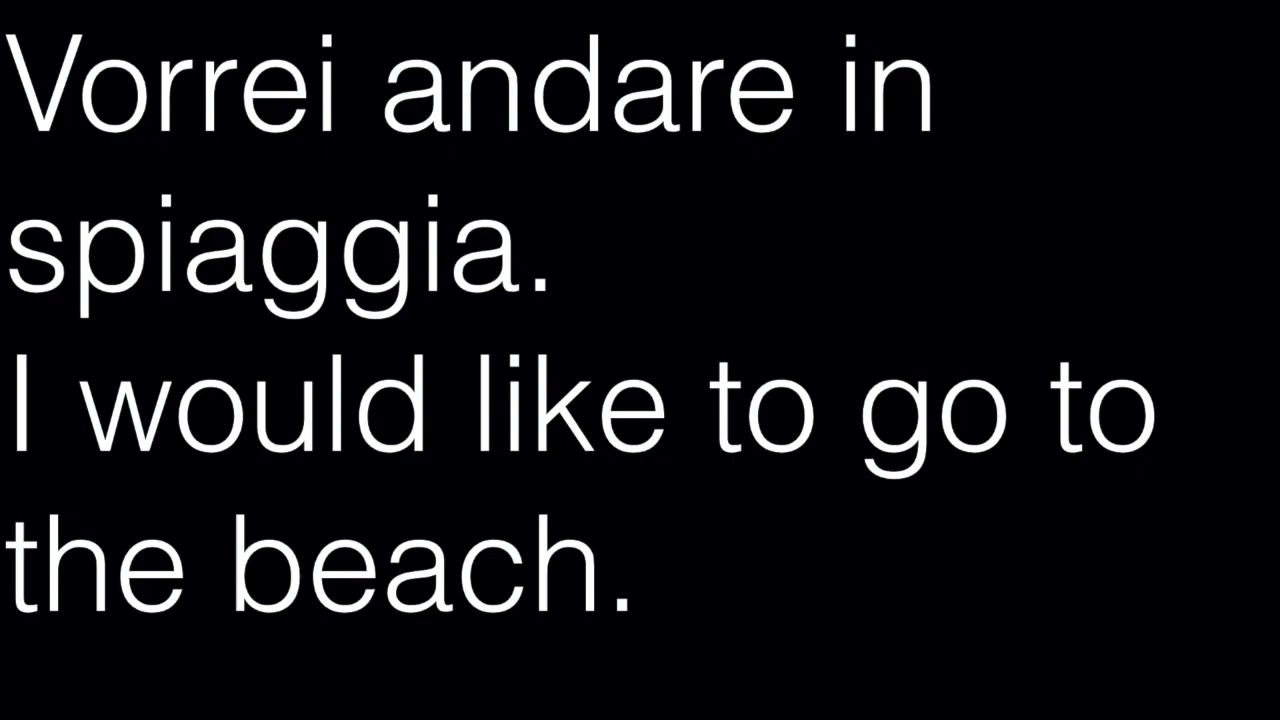 Vorrei andare in
spiaggia.
I would like to go to
the beach.